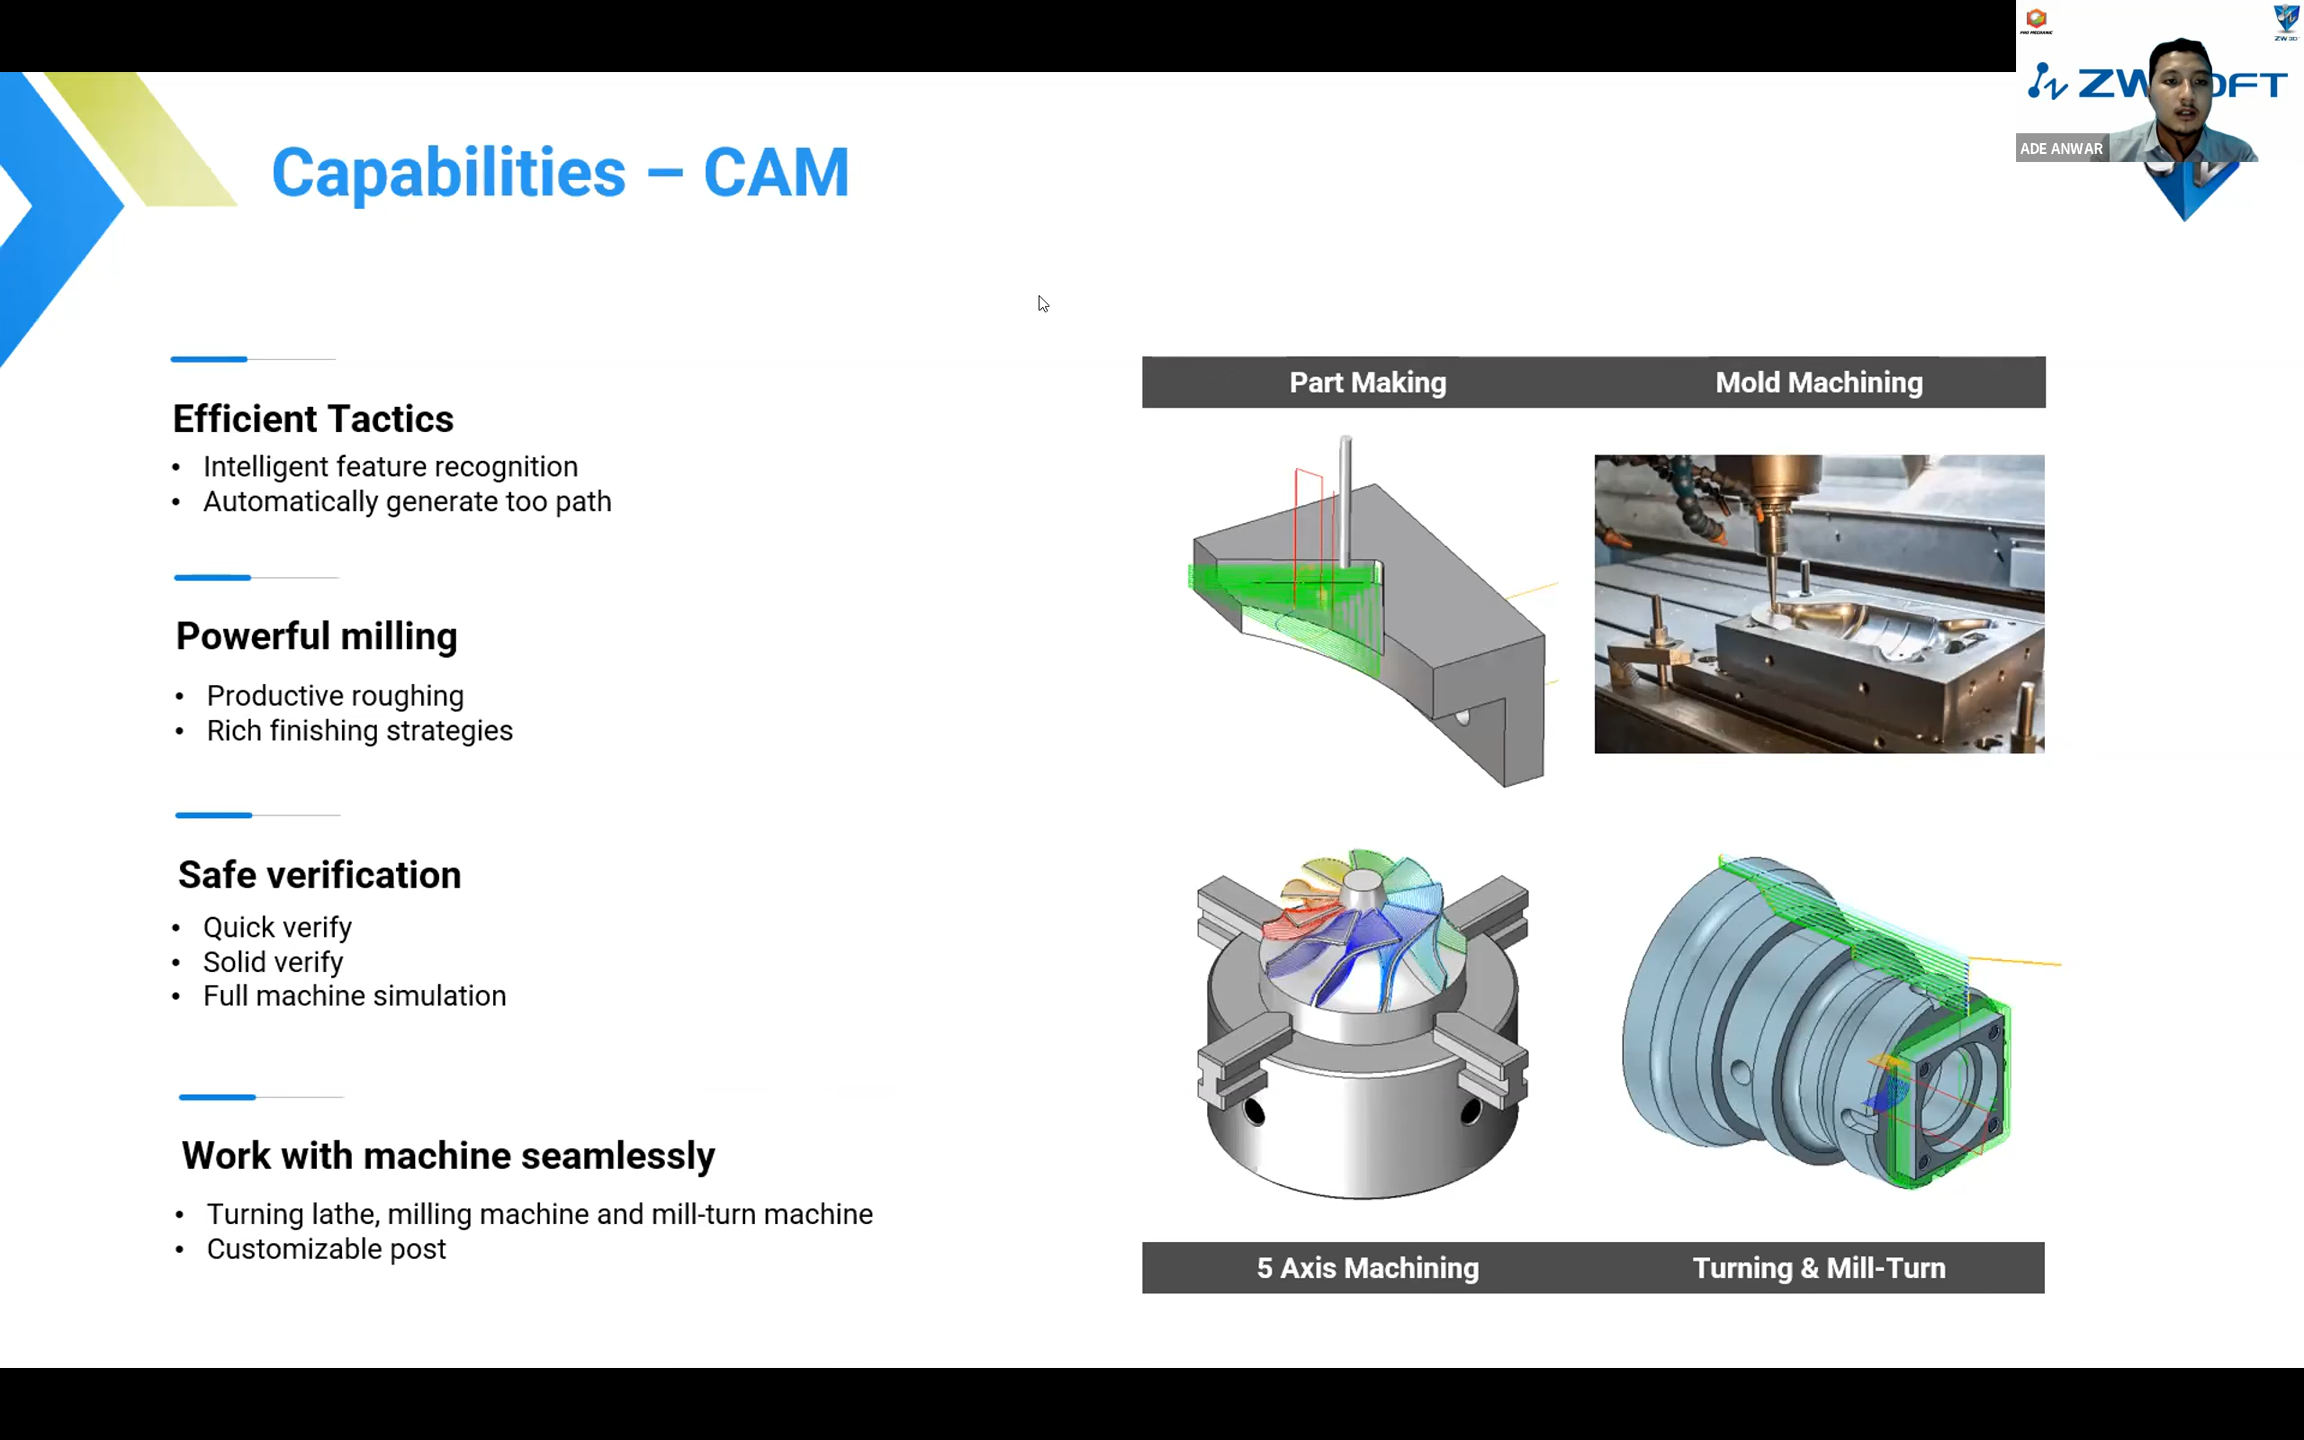 Capabilities – CAM
Efficient Tactics
• Intelligent feature recognition
• Automatically generate too path
Powerful milling
• Productive roughing
• Rich finishing strategies
Safe verification
• Quick verify
• Solid verify
• Full machine simulation
Work with machine seamlessly
• Turning lathe, milling machine and mill-turn machine
• Customizable post
Part Making
Mold Machining
5 Axis Machining
Turning & Mill-Turn
ZW3D
ADE ANWAR